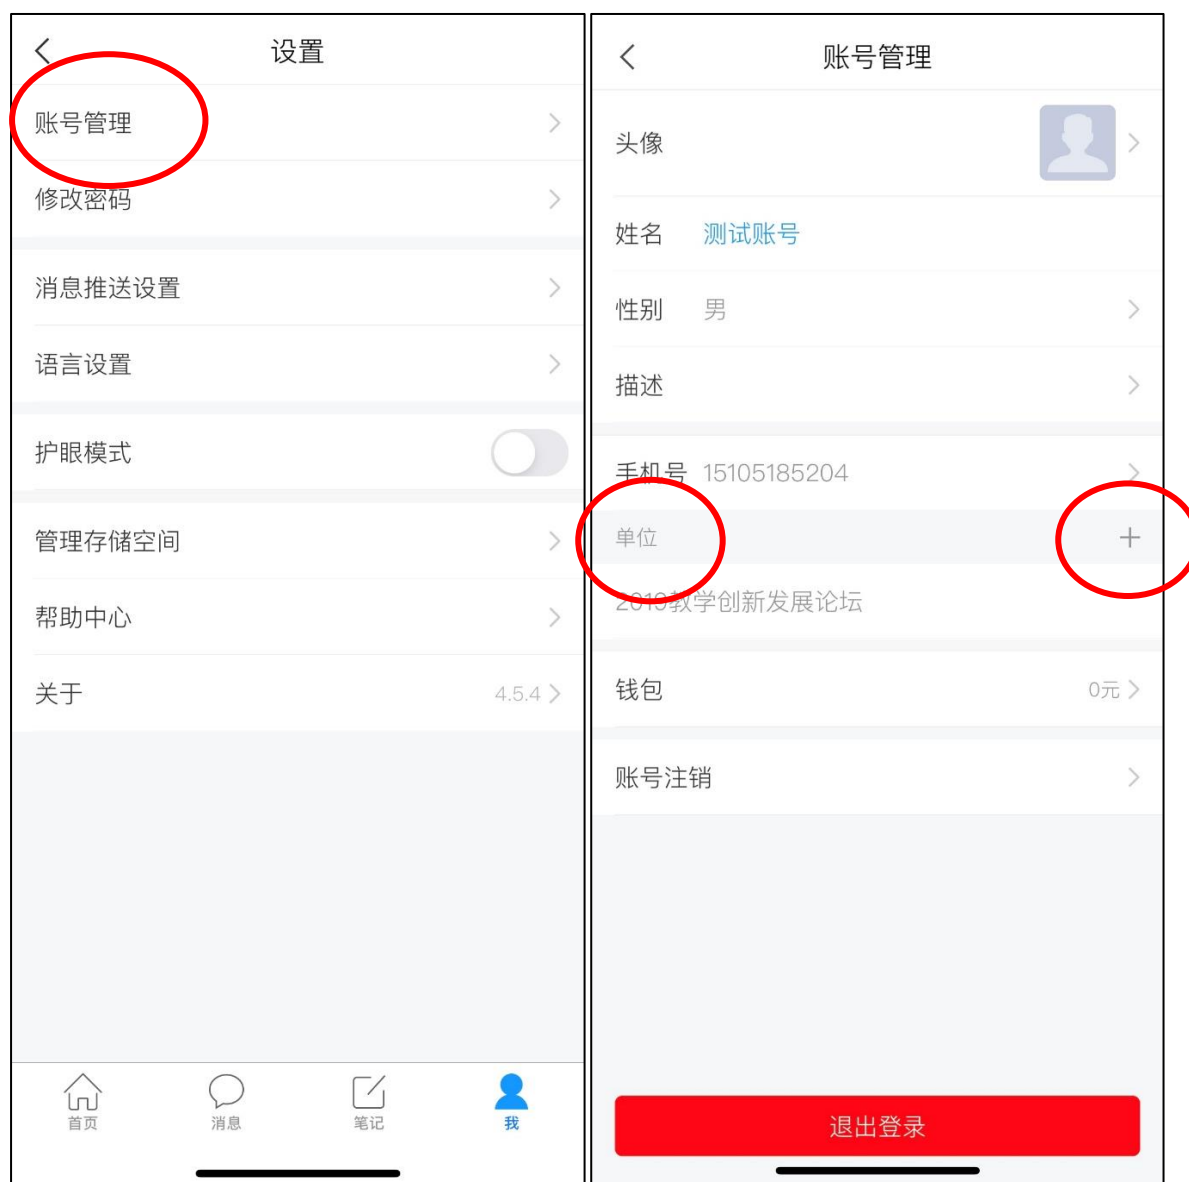 设置
账号管理
修改密码
消息推送设置
语言设置
护眼模式
管理存储空间
帮助中心
关于 4.5.4
首页 消息 笔记 我
账号管理
头像
姓名 测试账号
性别 男
描述
手机号 15105185204
单位
2019教学创新发展论坛
钱包 0元
账号注销
退出登录